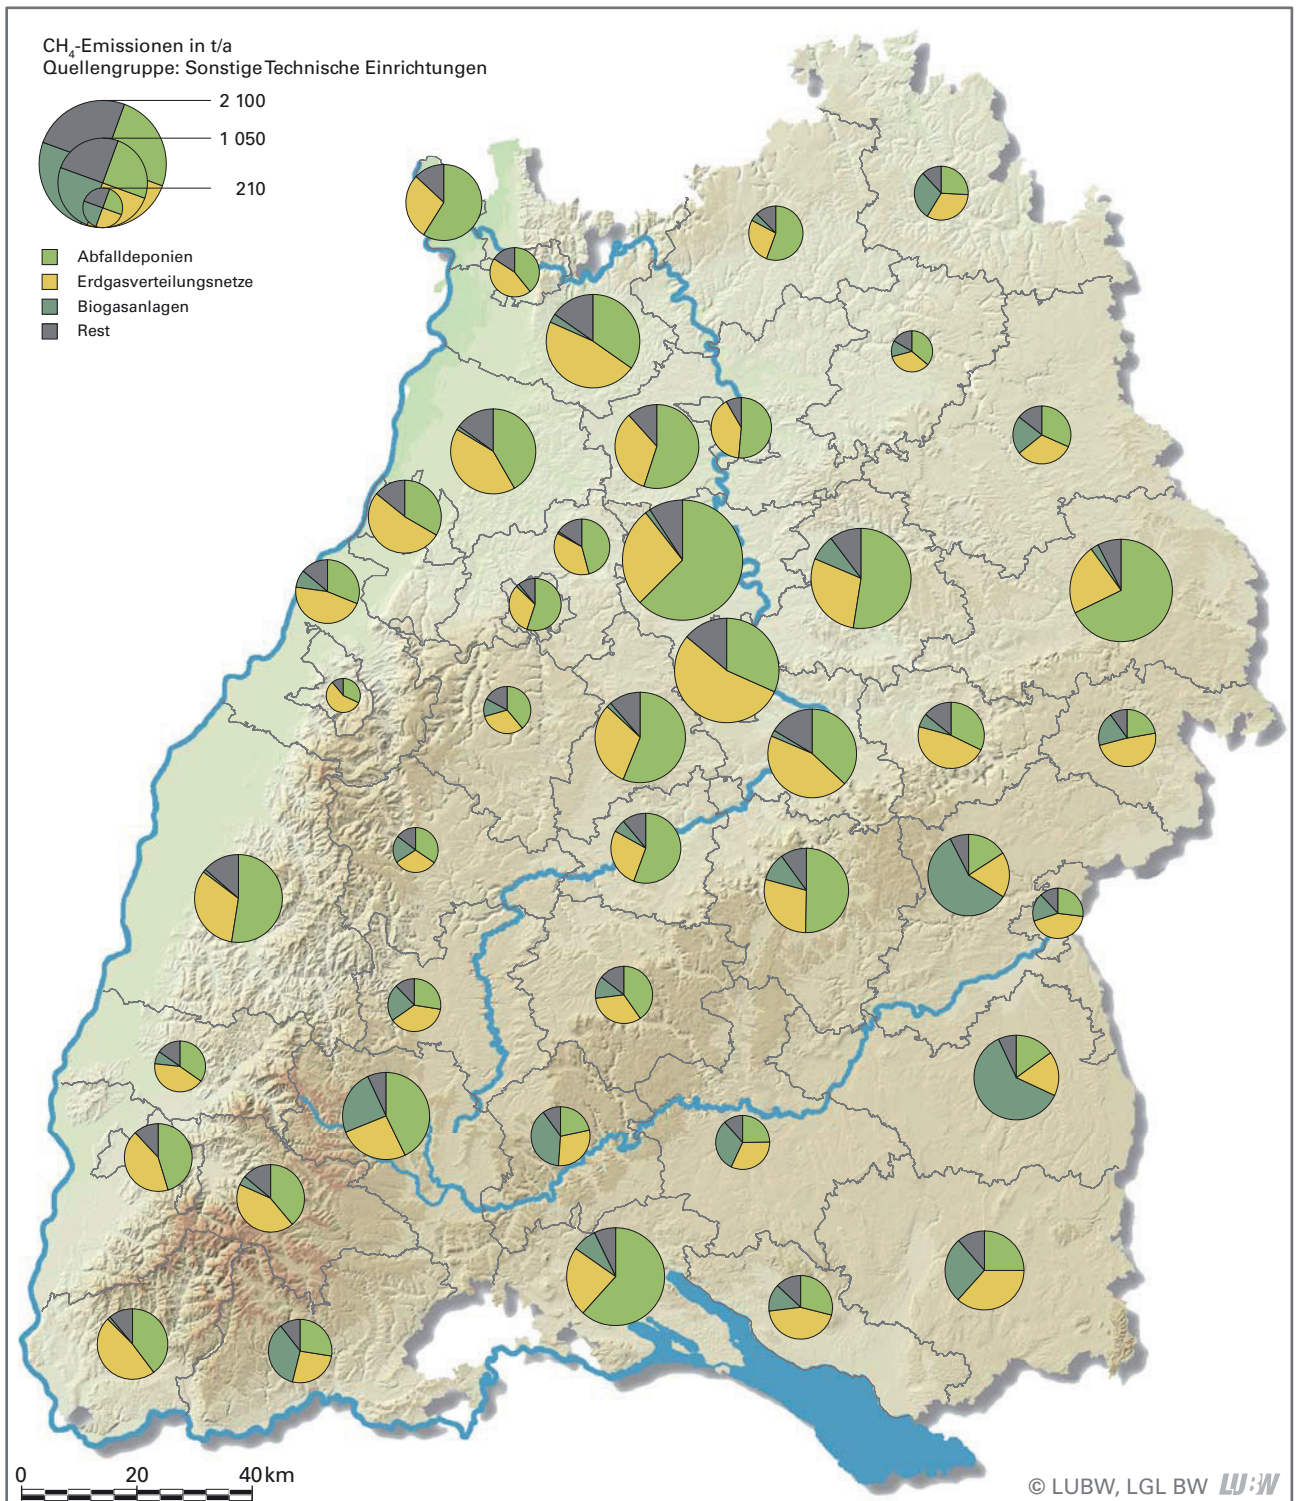 CH₄-Emissionen in t/a
Quellengruppe: Sonstige Technische Einrichtungen
2 100
1 050
210
Abfalldeponien
Erdgasverteilungsnetze
Biogasanlagen
Rest
0 20 40 km
© LUBW, LGL BW LUBW